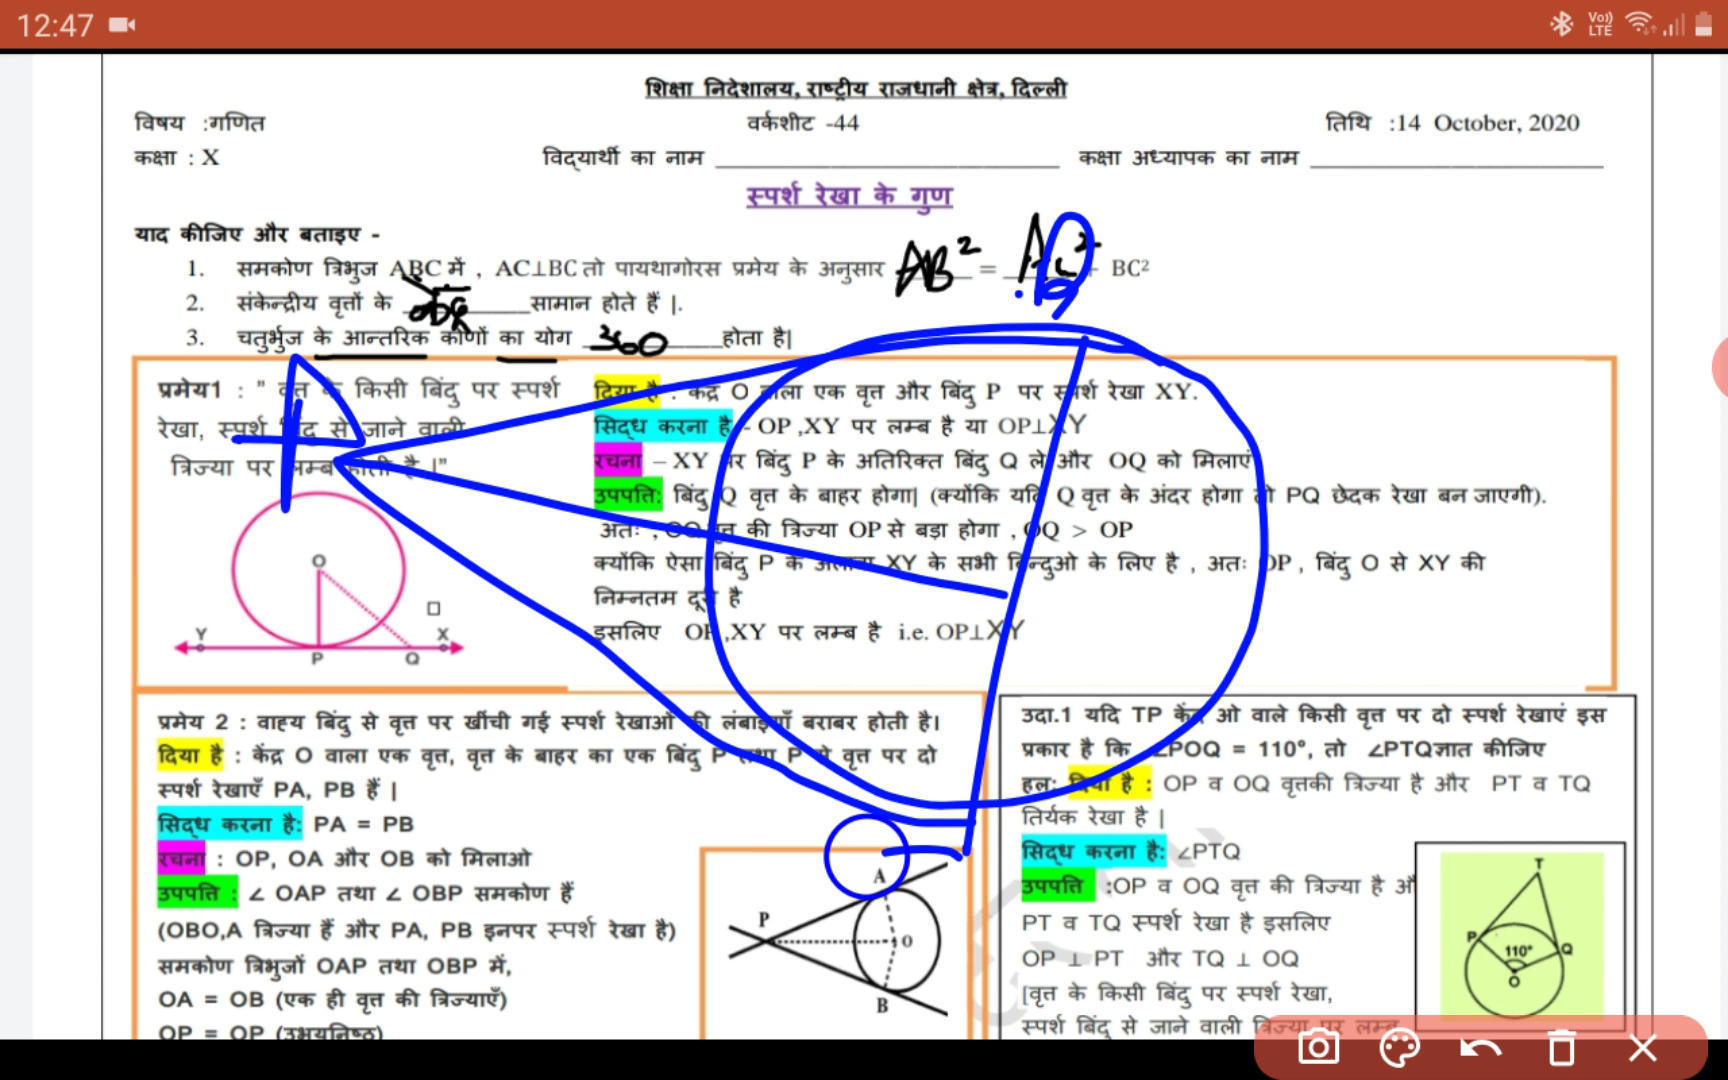 12:47
Vo)) LTE
शिक्षा निदेशालय, राष्ट्रीय राजधानी क्षेत्र, दिल्ली
विषय :गणित वर्कशीट -44 तिथि :14 October, 2020
कक्षा : X विद्यार्थी का नाम कक्षा अध्यापक का नाम
स्पर्श रेखा के गुण
याद कीजिए और बताइए -
1. समकोण त्रिभुज ABC में , AC⊥BC तो पायथागोरस प्रमेय के अनुसार AB² = AC² + BC²
2. संकेन्द्रीय वृत्तों के सामान होते हैं |.
3. चतुर्भुज के आन्तरिक कोणों का योग 360 होता है|
प्रमेय1 : " वृत्त के किसी बिंदु पर स्पर्श
रेखा, स्पर्श बिंदु से जाने वाली
त्रिज्या पर लम्ब होती है |"
O
Y X
P Q
दिया है : केंद्र O वाला एक वृत्त और बिंदु P पर स्पर्श रेखा XY.
सिद्ध करना है - OP ,XY पर लम्ब है या OP⊥XY
रचना – XY पर बिंदु P के अतिरिक्त बिंदु Q ले और OQ को मिलाएं
उपपति: बिंदु Q वृत्त के बाहर होगा| (क्योंकि यदि Q वृत्त के अंदर होगा तो PQ छेदक रेखा बन जाएगी).
अतः , OQ वृत्त की त्रिज्या OP से बड़ा होगा , OQ > OP
क्योंकि ऐसा बिंदु P के अलावा XY के सभी बिन्दुओ के लिए है , अतः OP , बिंदु O से XY की
निम्नतम दूरी है
इसलिए OP ,XY पर लम्ब है i.e. OP⊥XY
प्रमेय 2 : वाह्य बिंदु से वृत्त पर खींची गई स्पर्श रेखाओं की लंबाइयाँ बराबर होती है।
दिया है : केंद्र O वाला एक वृत्त, वृत्त के बाहर का एक बिंदु P तथा P से वृत्त पर दो
स्पर्श रेखाएँ PA, PB हैं |
सिद्ध करना है: PA = PB
रचना : OP, OA और OB को मिलाओ
उपपति : ∠ OAP तथा ∠ OBP समकोण हैं
(OBO,A त्रिज्या हैं और PA, PB इनपर स्पर्श रेखा है)
समकोण त्रिभुजों OAP तथा OBP में,
OA = OB (एक ही वृत्त की त्रिज्याएँ)
OP = OP (उभयनिष्ठ)
A
P O
B
उदा.1 यदि TP केंद्र ओ वाले किसी वृत्त पर दो स्पर्श रेखाएं इस
प्रकार है कि ∠POQ = 110°, तो ∠PTQज्ञात कीजिए
हल: दिया है : OP व OQ वृत्तकी त्रिज्या है और PT व TQ
तिर्यक रेखा है |
सिद्ध करना है: ∠PTQ
उपपति :OP व OQ वृत्त की त्रिज्या है औ
PT व TQ स्पर्श रेखा है इसलिए
OP ⊥ PT और TQ ⊥ OQ
[वृत्त के किसी बिंदु पर स्पर्श रेखा,
स्पर्श बिंदु से जाने वाली त्रिज्या पर लम्ब
T
P Q
110°
O